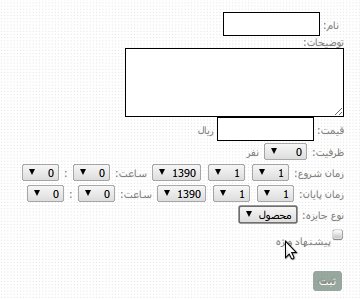 نام:
توضیحات:
قیمت: ریال
ظرفیت: 0 نفر
زمان شروع: 1 1 1390 ساعت: 0 : 0
زمان پایان: 1 1 1390 ساعت: 0 : 0
نوع جایزه: محصول
پیشنهاد ویژه
ثبت